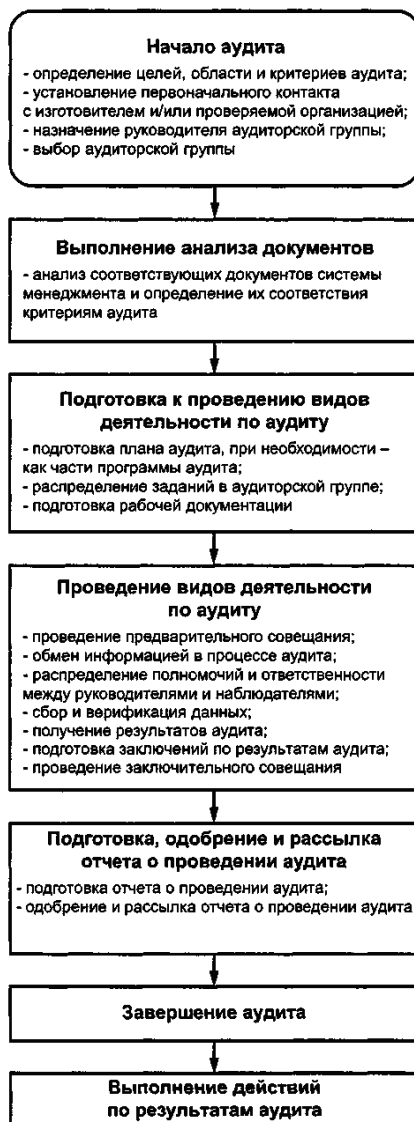 Начало аудита
- определение целей, области и критериев аудита;
- установление первоначального контакта
с изготовителем и/или проверяемой организацией;
- назначение руководителя аудиторской группы;
- выбор аудиторской группы
Выполнение анализа документов
- анализ соответствующих документов системы
менеджмента и определение их соответствия
критериям аудита
Подготовка к проведению видов
деятельности по аудиту
- подготовка плана аудита, при необходимости –
как части программы аудита;
- распределение заданий в аудиторской группе;
- подготовка рабочей документации
Проведение видов деятельности
по аудиту
- проведение предварительного совещания;
- обмен информацией в процессе аудита;
- распределение полномочий и ответственности
между руководителями и наблюдателями;
- сбор и верификация данных;
- получение результатов аудита;
- подготовка заключений по результатам аудита;
- проведение заключительного совещания
Подготовка, одобрение и рассылка
отчета о проведении аудита
- подготовка отчета о проведении аудита;
- одобрение и рассылка отчета о проведении аудита
Завершение аудита
Выполнение действий
по результатам аудита